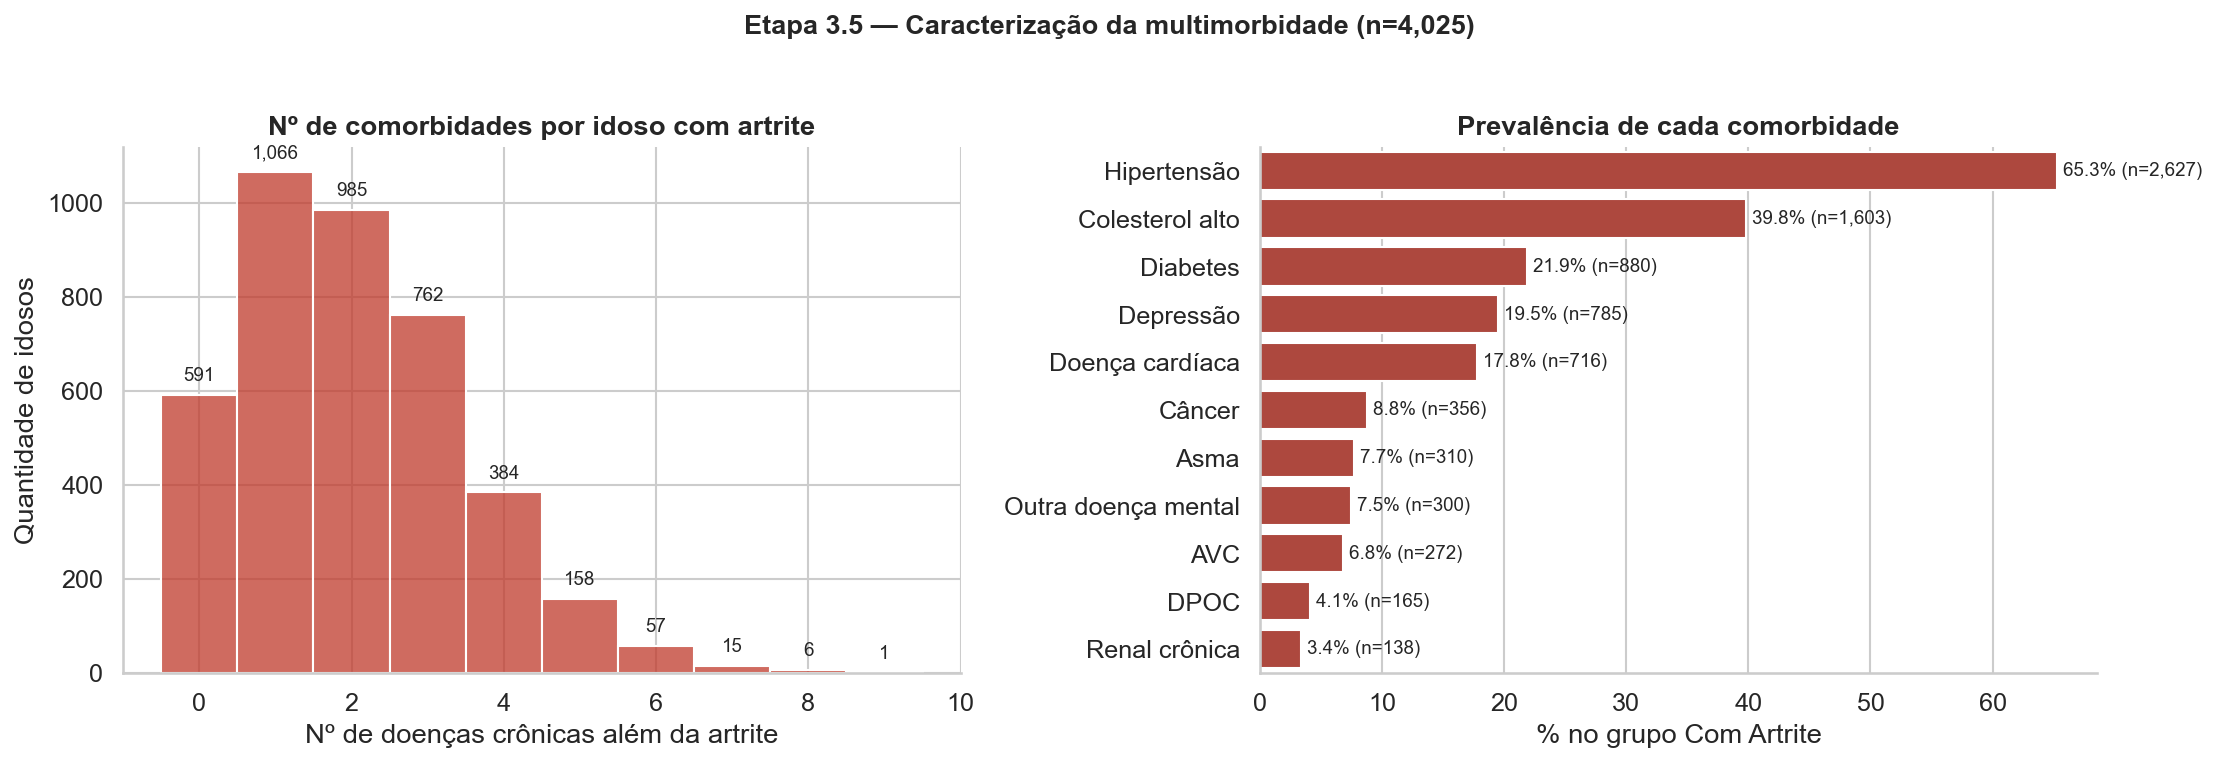 Etapa 3.5 — Caracterização da multimorbidade (n=4,025)
Nº de comorbidades por idoso com artrite
Quantidade de idosos
1000
800
600
400
200
0
591
1,066
985
762
384
158
57
15
6
1
0
2
4
6
8
10
Nº de doenças crônicas além da artrite
Prevalência de cada comorbidade
Hipertensão
65.3% (n=2,627)
Colesterol alto
39.8% (n=1,603)
Diabetes
21.9% (n=880)
Depressão
19.5% (n=785)
Doença cardíaca
17.8% (n=716)
Câncer
8.8% (n=356)
Asma
7.7% (n=310)
Outra doença mental
7.5% (n=300)
AVC
6.8% (n=272)
DPOC
4.1% (n=165)
Renal crônica
3.4% (n=138)
0
10
20
30
40
50
60
% no grupo Com Artrite